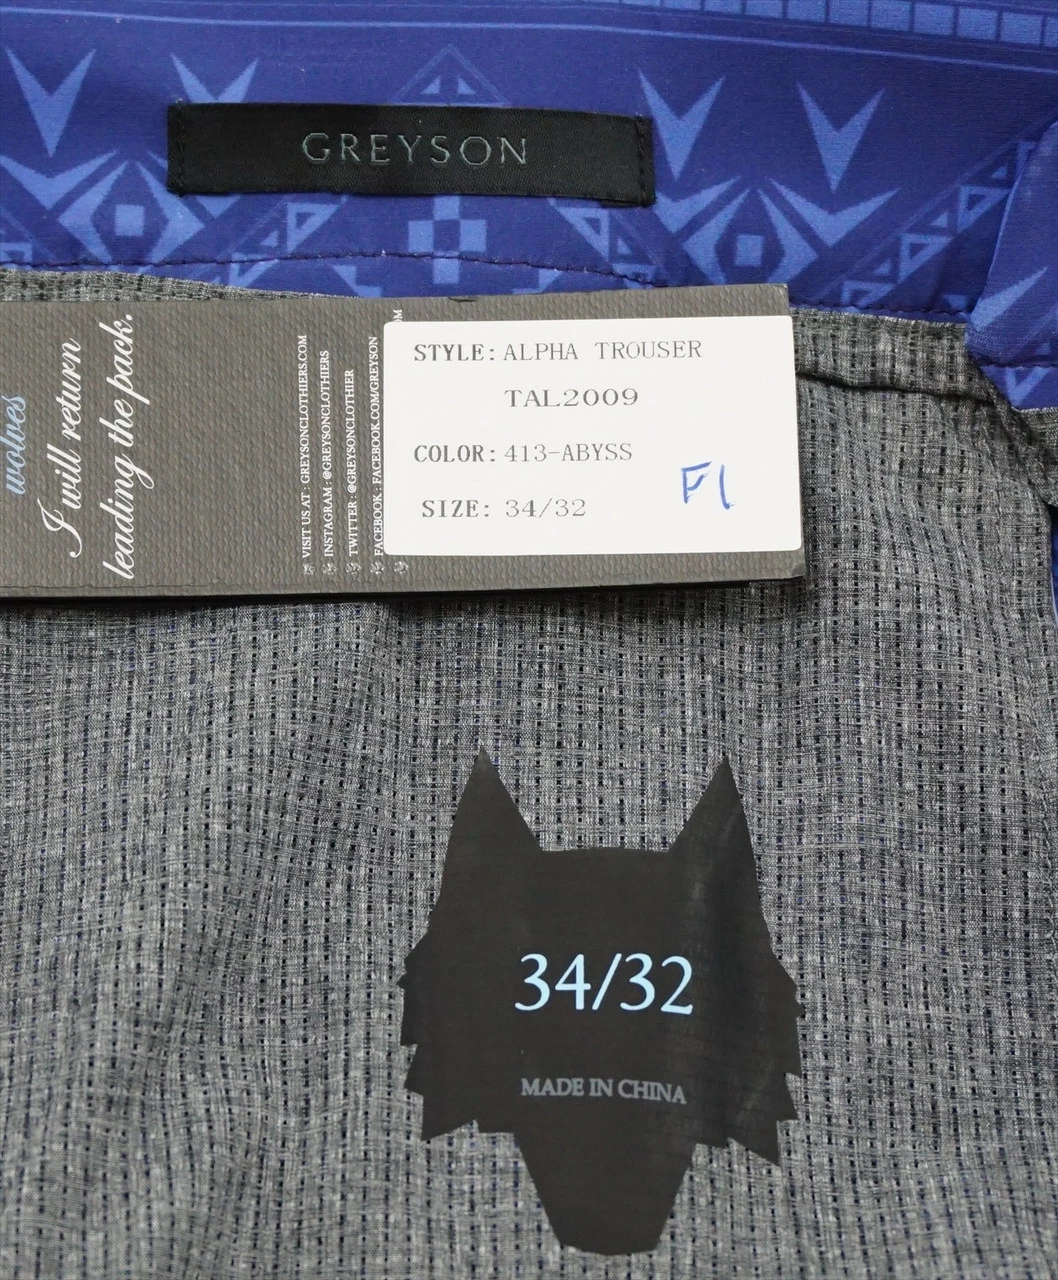 GREYSON
wolves
I will return
leading the pack.
VISIT US AT : GREYSONCLOTHIERS.COM
INSTAGRAM : @GREYSONCLOTHIERS
TWITTER : @GREYSONCLOTHIER
FACEBOOK : FACEBOOK.COM/GREYSON
OM
STYLE: ALPHA TROUSER
TAL2009
COLOR: 413-ABYSS
SIZE: 34/32
F1
34/32
MADE IN CHINA